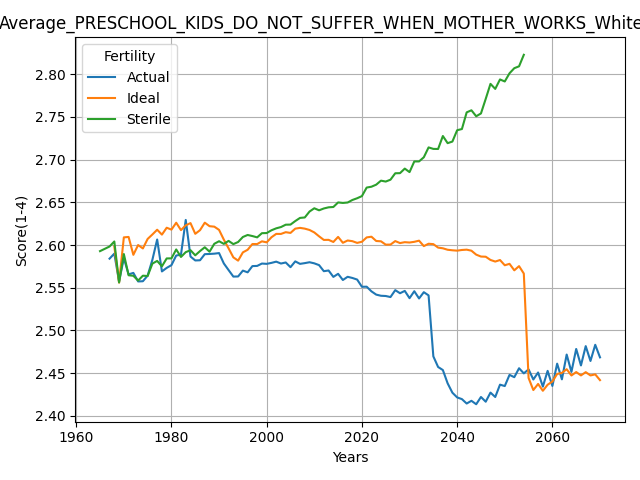 Average_PRESCHOOL_KIDS_DO_NOT_SUFFER_WHEN_MOTHER_WORKS_White
Fertility
Actual
Ideal
Sterile
Score(1-4)
2.80
2.75
2.70
2.65
2.60
2.55
2.50
2.45
2.40
1960 1980 2000 2020 2040 2060
Years